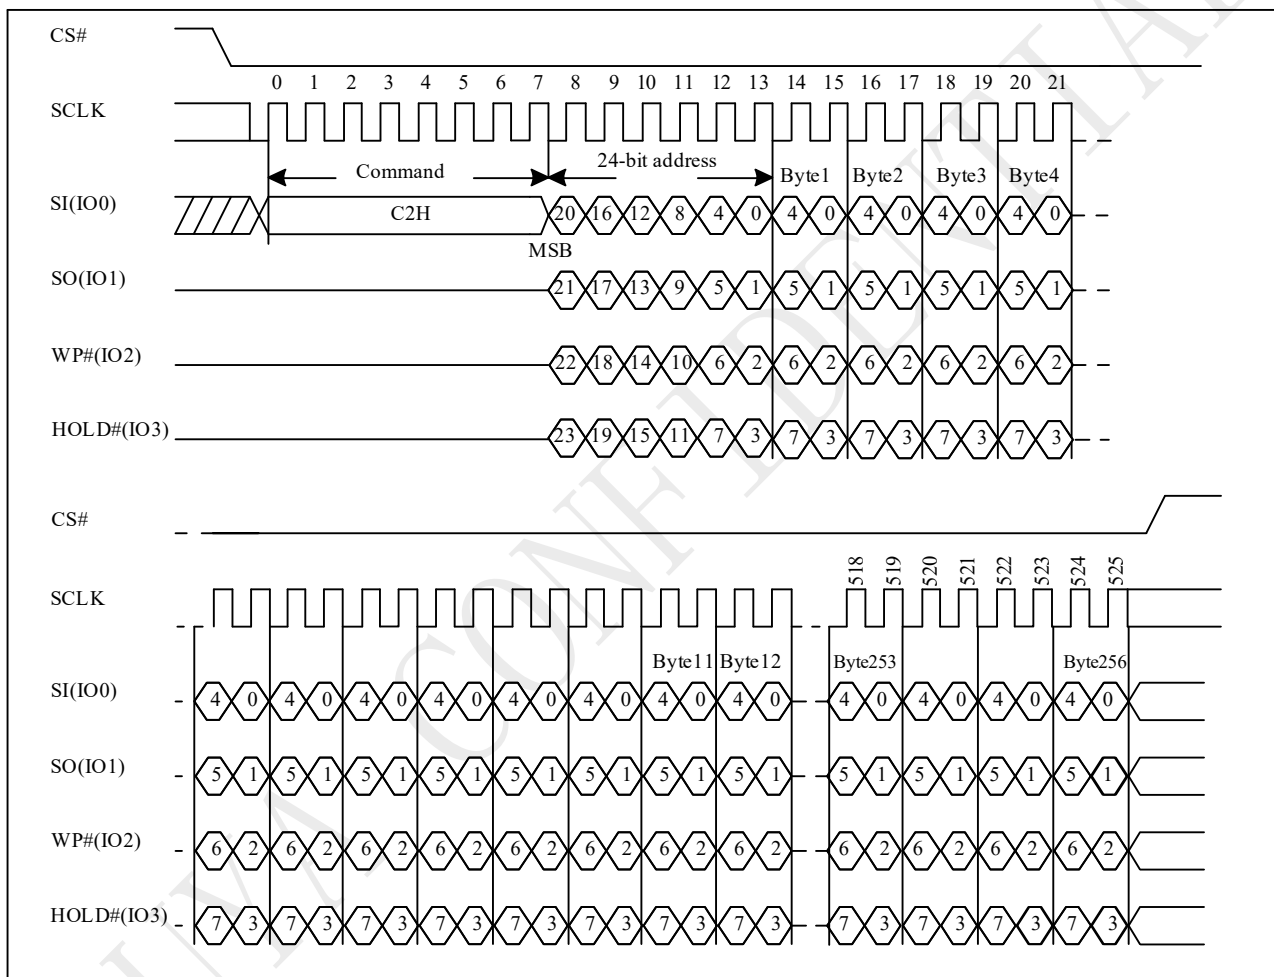 CS#
0 1 2 3 4 5 6 7 8 9 10 11 12 13 14 15 16 17 18 19 20 21
SCLK
Command 24-bit address Byte1 Byte2 Byte3 Byte4
SI(IO0) C2H 20 16 12 8 4 0 4 0 4 0 4 0 4 0
MSB
SO(IO1) 21 17 13 9 5 1 5 1 5 1 5 1 5 1
WP#(IO2) 22 18 14 10 6 2 6 2 6 2 6 2 6 2
HOLD#(IO3) 23 19 15 11 7 3 7 3 7 3 7 3 7 3
CS#
518 519 520 521 522 523 524 525
SCLK
Byte11 Byte12 Byte253 Byte256
SI(IO0) 4 0 4 0 4 0 4 0 4 0 4 0 4 0 4 0 4 0 4 0 4 0 4 0
SO(IO1) 5 1 5 1 5 1 5 1 5 1 5 1 5 1 5 1 5 1 5 1 5 1 5 1
WP#(IO2) 6 2 6 2 6 2 6 2 6 2 6 2 6 2 6 2 6 2 6 2 6 2 6 2
HOLD#(IO3) 7 3 7 3 7 3 7 3 7 3 7 3 7 3 7 3 7 3 7 3 7 3 7 3